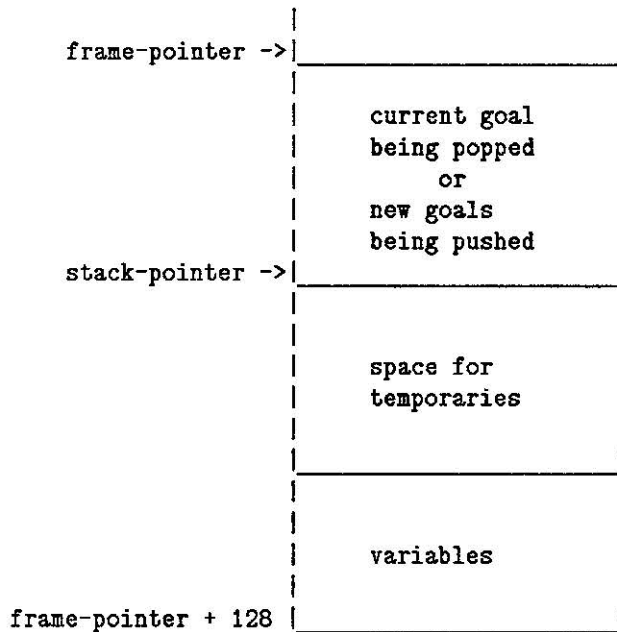 frame-pointer ->
current goal
being popped
or
new goals
being pushed
stack-pointer ->
space for
temporaries
variables
frame-pointer + 128